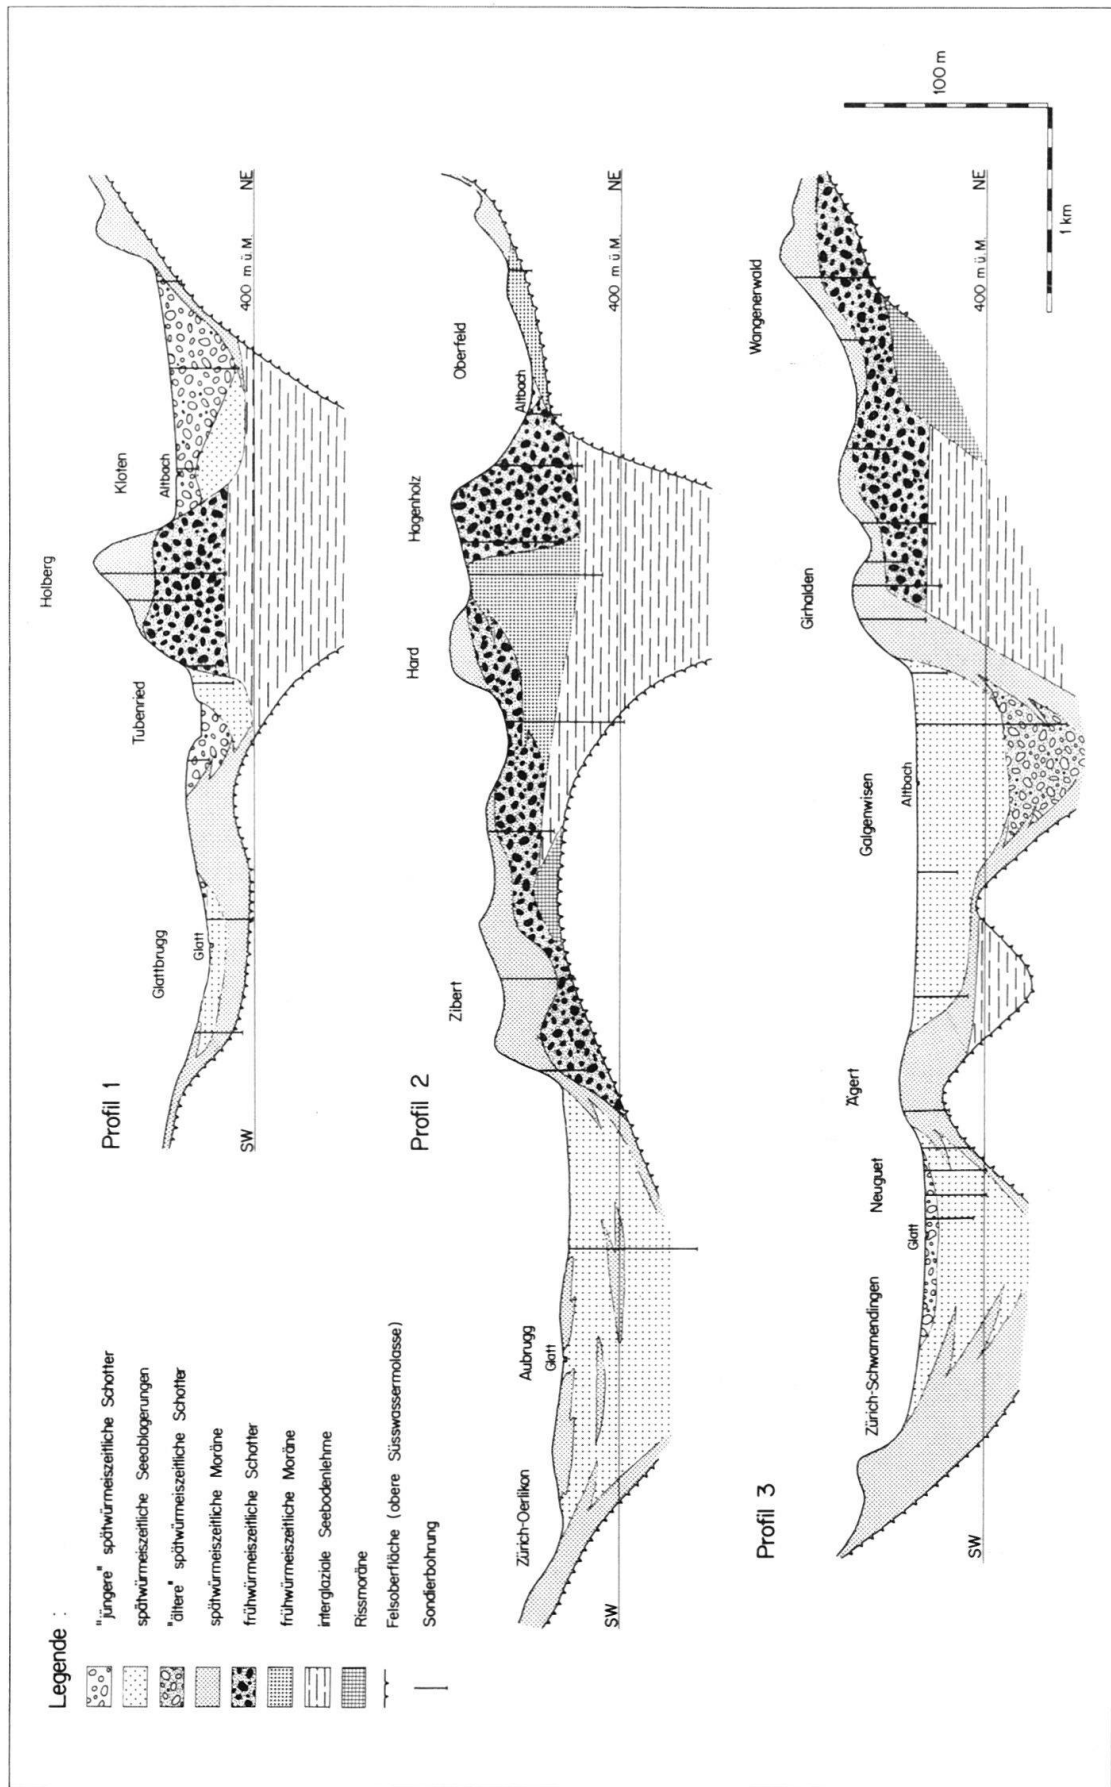 Profil 1
Holberg
Kloten
Altbach
Tubenried
Glattbrugg
Glatt
SW
400 m ü.M.
NE
Profil 2
Zürich-Oerlikon
Aubrugg
Glatt
Zibert
Hard
Hagenholz
Oberfeld
Altbach
SW
400 m ü.M.
NE
Profil 3
Zürich-Schwamendingen
Glatt
Neuguet
Ägert
Galgenwisen
Altbach
Girhalden
Wangenerwald
SW
400 m ü.M.
NE
100 m
1 km
Legende :
"jüngere" spätwürmeiszeitliche Schotter
spätwürmeiszeitliche Seeablagerungen
"ältere" spätwürmeiszeitliche Schotter
spätwürmeiszeitliche Moräne
frühwürmeiszeitliche Schotter
frühwürmeiszeitliche Moräne
interglaziale Seebodenlehme
Rissmoräne
Felsoberfläche (obere Süsswassermolasse)
Sondierbohrung